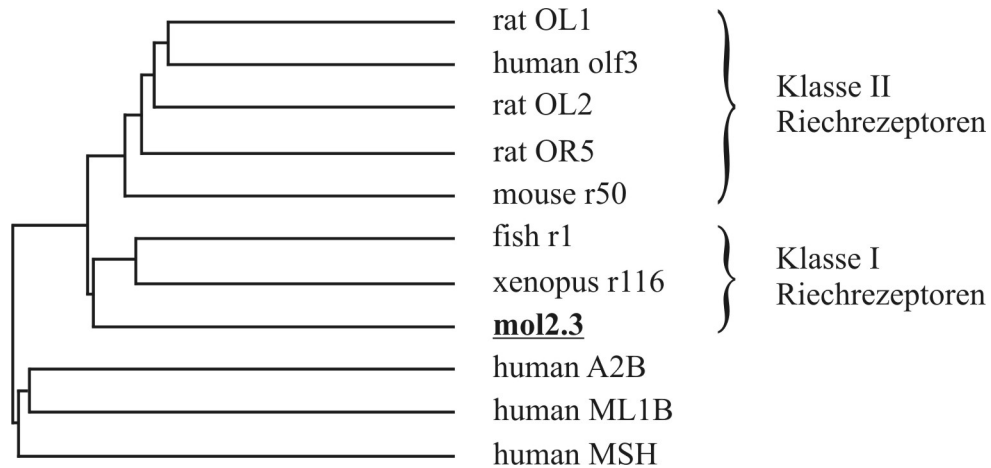 rat OL1
human olf3
rat OL2
rat OR5
mouse r50
Klasse II
Riechrezeptoren
fish r1
xenopus r116
mol2.3
Klasse I
Riechrezeptoren
human A2B
human ML1B
human MSH